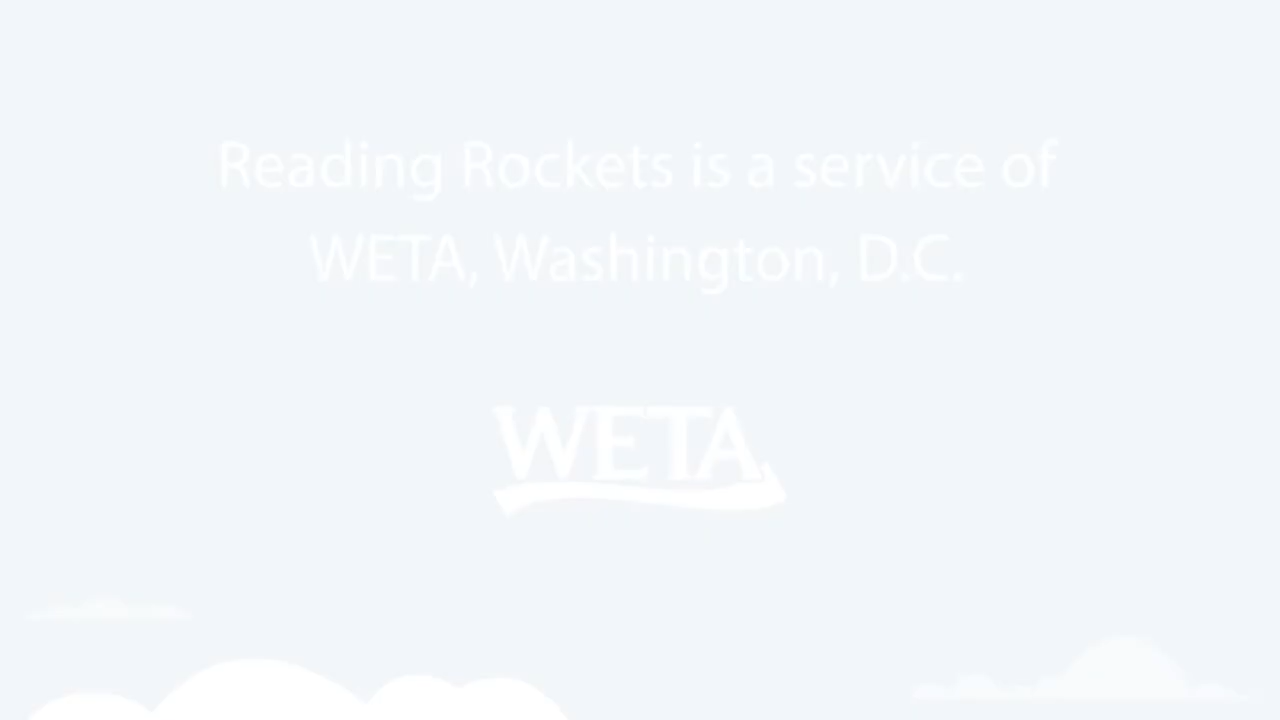 Reading Rockets is a service of
WETA, Washington, D.C.
WETA